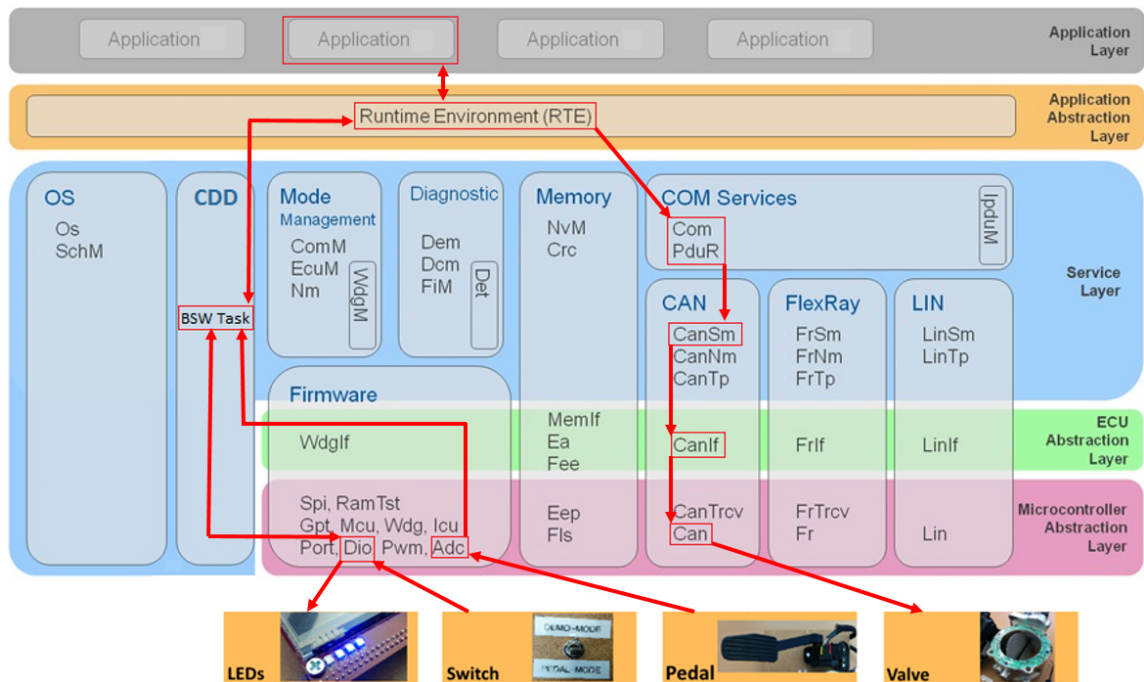 Application
Application
Application
Application
Application
Layer
Runtime Environment (RTE)
Application
Abstraction
Layer
OS
Os
SchM
CDD
BSW Task
Mode
Management
ComM
EcuM
Nm
WdgM
Diagnostic
Dem
Dcm
FiM
Det
Memory
NvM
Crc
COM Services
Com
PduR
IpduM
Service
Layer
CAN
CanSm
CanNm
CanTp
FlexRay
FrSm
FrNm
FrTp
LIN
LinSm
LinTp
Firmware
WdgIf
MemIf
Ea
Fee
CanIf
FrIf
LinIf
ECU
Abstraction
Layer
Spi, RamTst
Gpt, Mcu, Wdg, Icu
Port, Dio, Pwm, Adc
Eep
Fls
CanTrcv
Can
FrTrcv
Fr
Lin
Microcontroller
Abstraction
Layer
LEDs
Switch
DEMO-MODE
PEDAL-MODE
Pedal
Valve